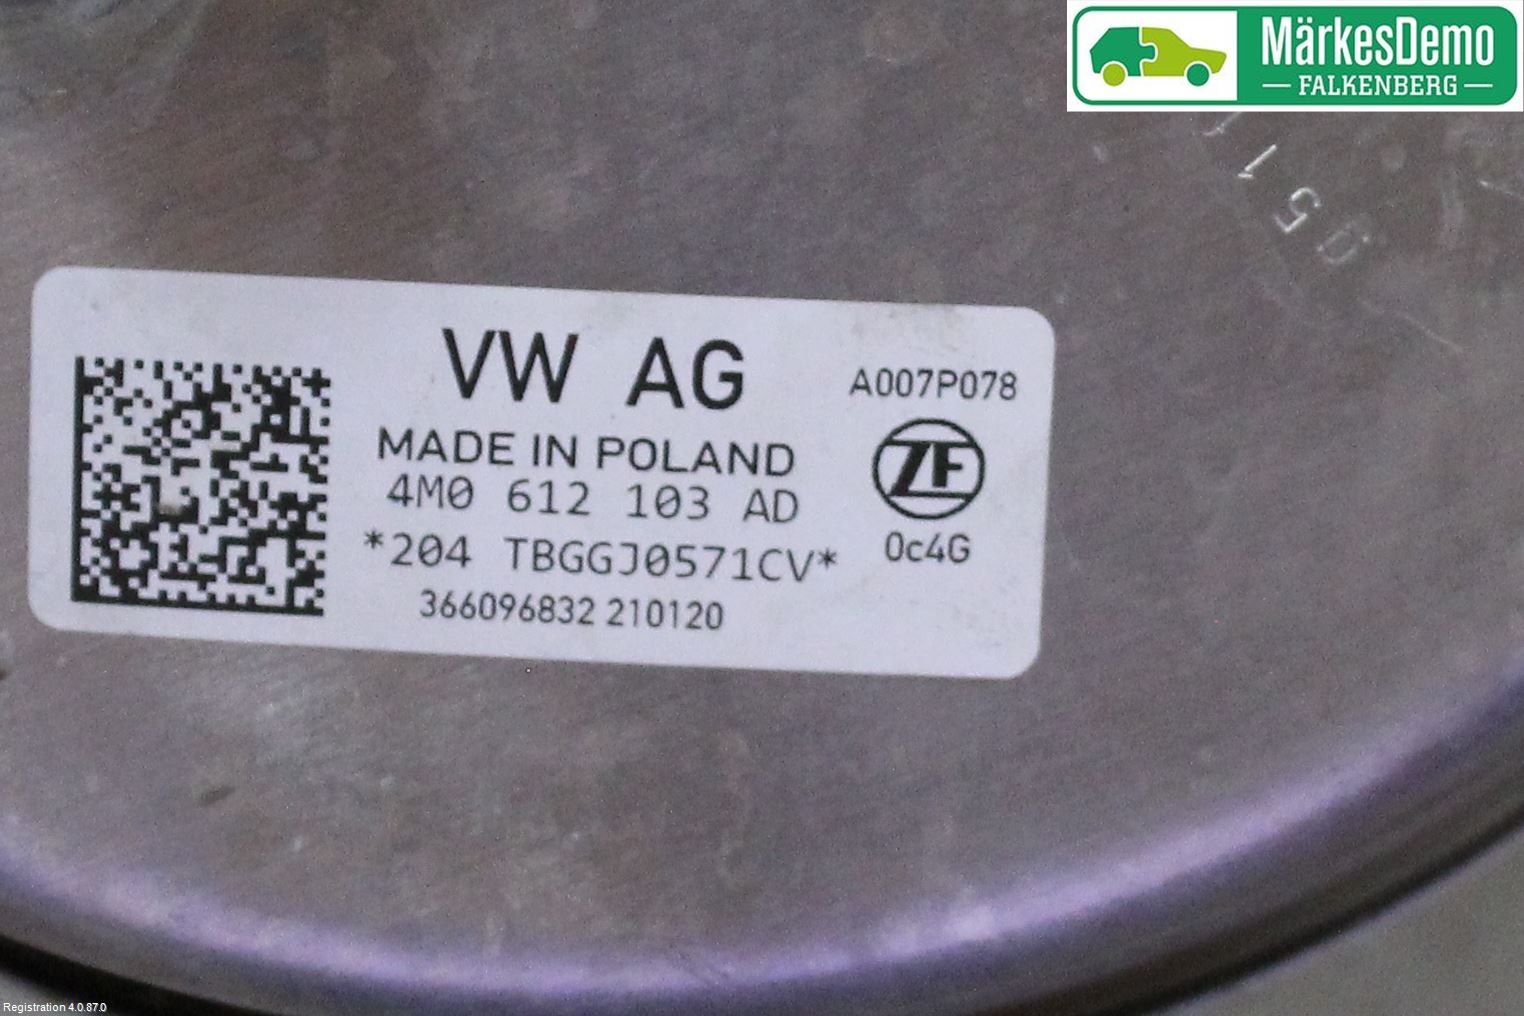 MärkesDemo
FALKENBERG
VW AG
A007P078
MADE IN POLAND
ZF
4M0 612 103 AD
*204 TBGGJ0571CV*
0c4G
366096832 210120
Registration 4.0.87.0